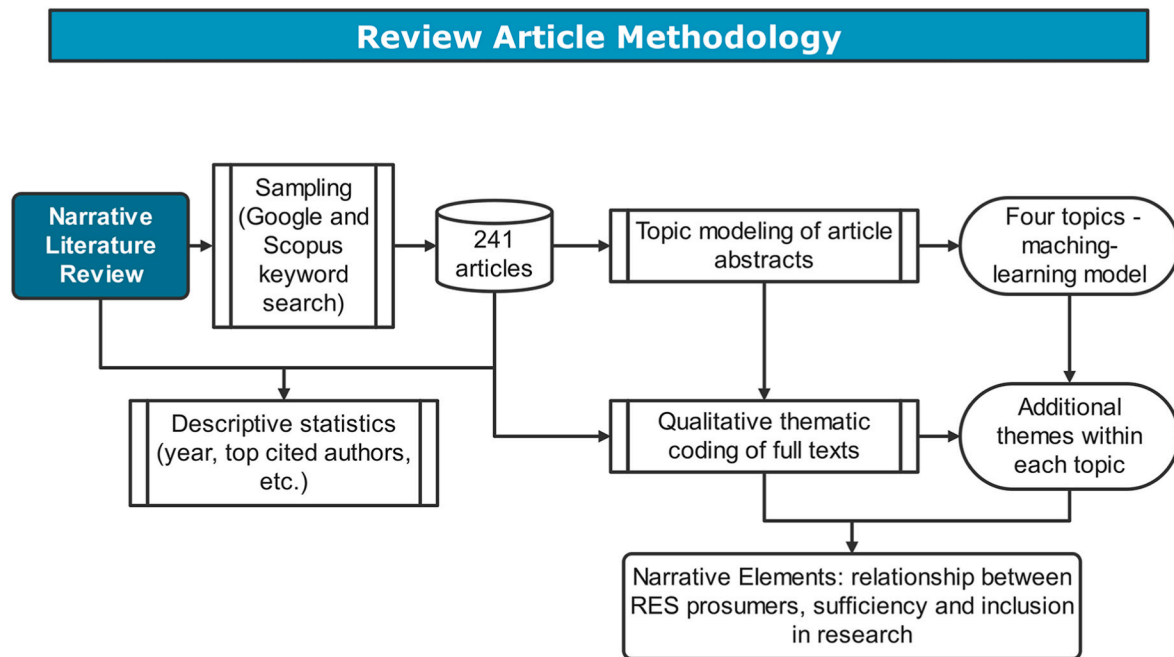 Review Article Methodology
Narrative
Literature
Review
Sampling
(Google and
Scopus
keyword
search)
241
articles
Topic modeling of article
abstracts
Four topics -
maching-
learning model
Descriptive statistics
(year, top cited authors,
etc.)
Qualitative thematic
coding of full texts
Additional
themes within
each topic
Narrative Elements: relationship between
RES prosumers, sufficiency and inclusion
in research